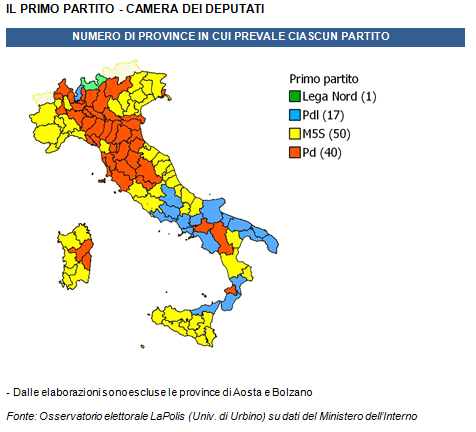 IL PRIMO PARTITO - CAMERA DEI DEPUTATI
NUMERO DI PROVINCE IN CUI PREVALE CIASCUN PARTITO
Primo partito
Lega Nord (1)
Pdl (17)
M5S (50)
Pd (40)
- Dalle elaborazioni sono escluse le province di Aosta e Bolzano
Fonte: Osservatorio elettorale LaPolis (Univ. di Urbino) su dati del Ministero dell'Interno